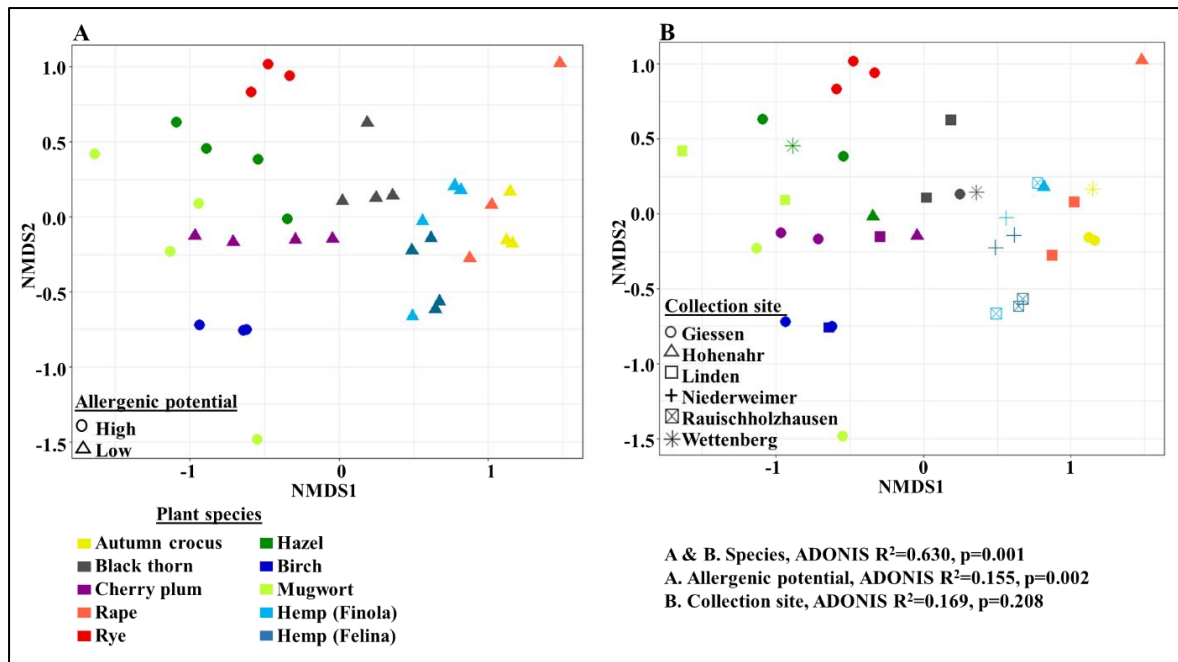 A
B
1.0
0.5
0.0
-0.5
-1.0
-1.5
NMDS2
-1
0
1
NMDS1
Allergenic potential
High
Low
1.0
0.5
0.0
-0.5
-1.0
-1.5
NMDS2
-1
0
1
NMDS1
Collection site
Giessen
Hohenahr
Linden
Niederweimer
Rauischholzhausen
Wettenberg
Plant species
Autumn crocus
Black thorn
Cherry plum
Rape
Rye
Hazel
Birch
Mugwort
Hemp (Finola)
Hemp (Felina)
A & B. Species, ADONIS R²=0.630, p=0.001
A. Allergenic potential, ADONIS R²=0.155, p=0.002
B. Collection site, ADONIS R²=0.169, p=0.208